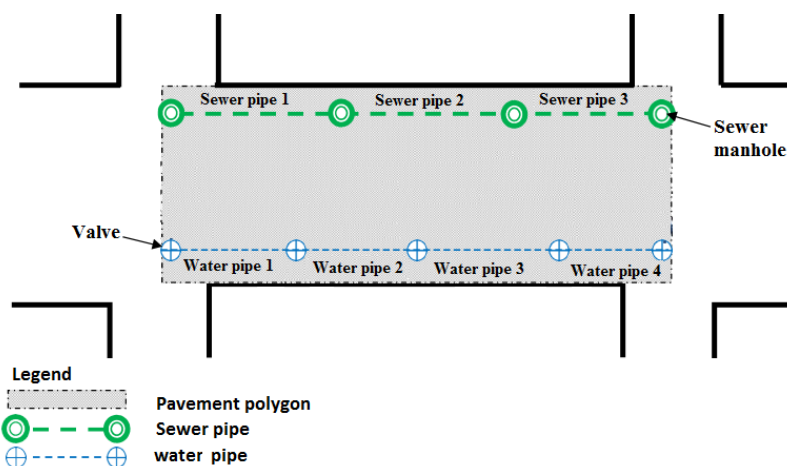 Sewer pipe 1
Sewer pipe 2
Sewer pipe 3
Sewer
manhole
Valve
Water pipe 1
Water pipe 2
Water pipe 3
Water pipe 4
Legend
Pavement polygon
Sewer pipe
water pipe